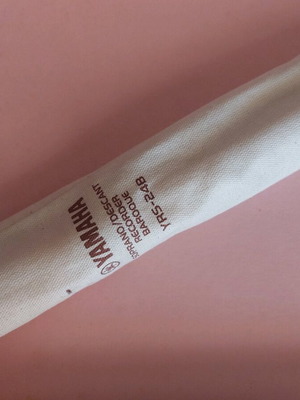 YAMAHA
SOPRANO/DESCANT
RECORDER
BAROQUE
YRS-24B